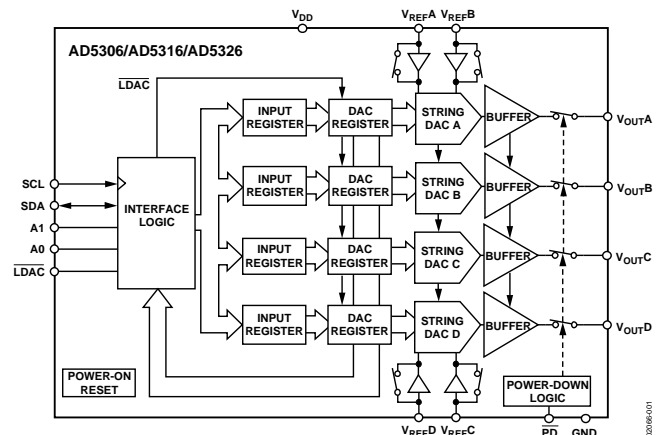 VDD
VREFA VREFB
AD5306/AD5316/AD5326
LDAC
INPUT
REGISTER
DAC
REGISTER
STRING
DAC A
BUFFER
VOUTA
SCL
SDA
A1
A0
LDAC
INTERFACE
LOGIC
INPUT
REGISTER
DAC
REGISTER
STRING
DAC B
BUFFER
VOUTB
INPUT
REGISTER
DAC
REGISTER
STRING
DAC C
BUFFER
VOUTC
INPUT
REGISTER
DAC
REGISTER
STRING
DAC D
BUFFER
VOUTD
POWER-ON
RESET
POWER-DOWN
LOGIC
VREFD VREFC
PD GND
02066-001